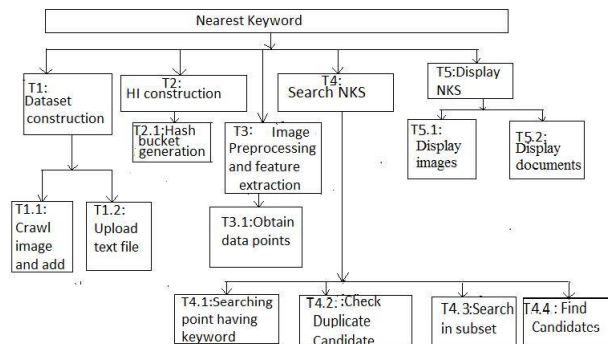 Nearest Keyword
T1:
Dataset
construction
T2:
HI construction
T4:
Search NKS
T5:Display
NKS
T2.1:Hash
bucket
generation
T3: Image
Preprocessing
and feature
extraction
T5.1:
Display
images
T5.2:
Display
documents
T1.1:
Crawl
image
and add
T1.2:
Upload
text file
T3.1:Obtain
data points
T4.1:Searching
point having
keyword
T4.2: :Check
Duplicate
Candidate
T4.3:Search
in subset
T4.4 : Find
Candidates